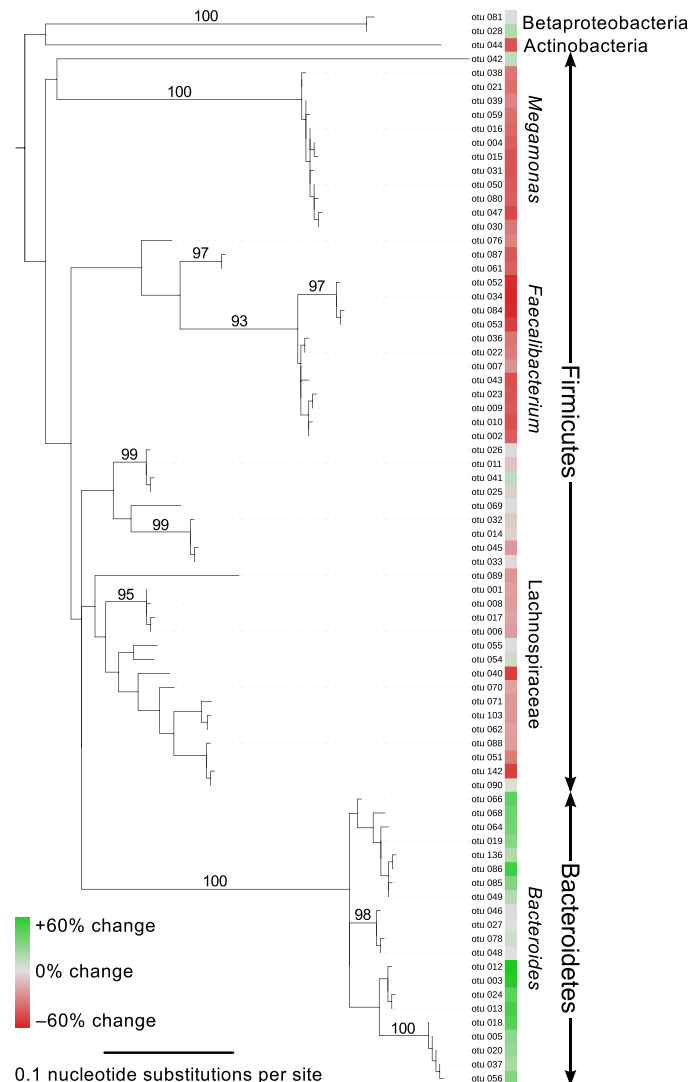 100
otu 081
otu 028
Betaproteobacteria
otu 044
Actinobacteria
otu 042
otu 038
100
otu 021
otu 039
otu 059
otu 016
otu 004
otu 015
otu 031
otu 050
otu 080
otu 047
otu 030
Megamonas
otu 076
97
otu 087
otu 061
97
otu 052
otu 034
otu 084
93
otu 053
otu 036
otu 022
otu 007
otu 043
otu 023
otu 009
otu 010
otu 002
Faecalibacterium
Firmicutes
99
otu 026
otu 011
otu 041
otu 025
otu 069
99
otu 032
otu 014
otu 045
otu 033
otu 089
95
otu 001
otu 008
otu 017
otu 006
otu 055
otu 054
otu 040
otu 070
otu 071
otu 103
otu 062
otu 088
otu 051
otu 142
otu 090
Lachnospiraceae
otu 066
otu 068
otu 064
otu 019
otu 136
otu 086
100
otu 085
otu 049
98
otu 046
otu 027
otu 078
otu 048
otu 012
otu 003
otu 024
otu 013
otu 018
100
otu 005
otu 020
otu 037
otu 056
Bacteroides
Bacteroidetes
+60% change
0% change
–60% change
0.1 nucleotide substitutions per site